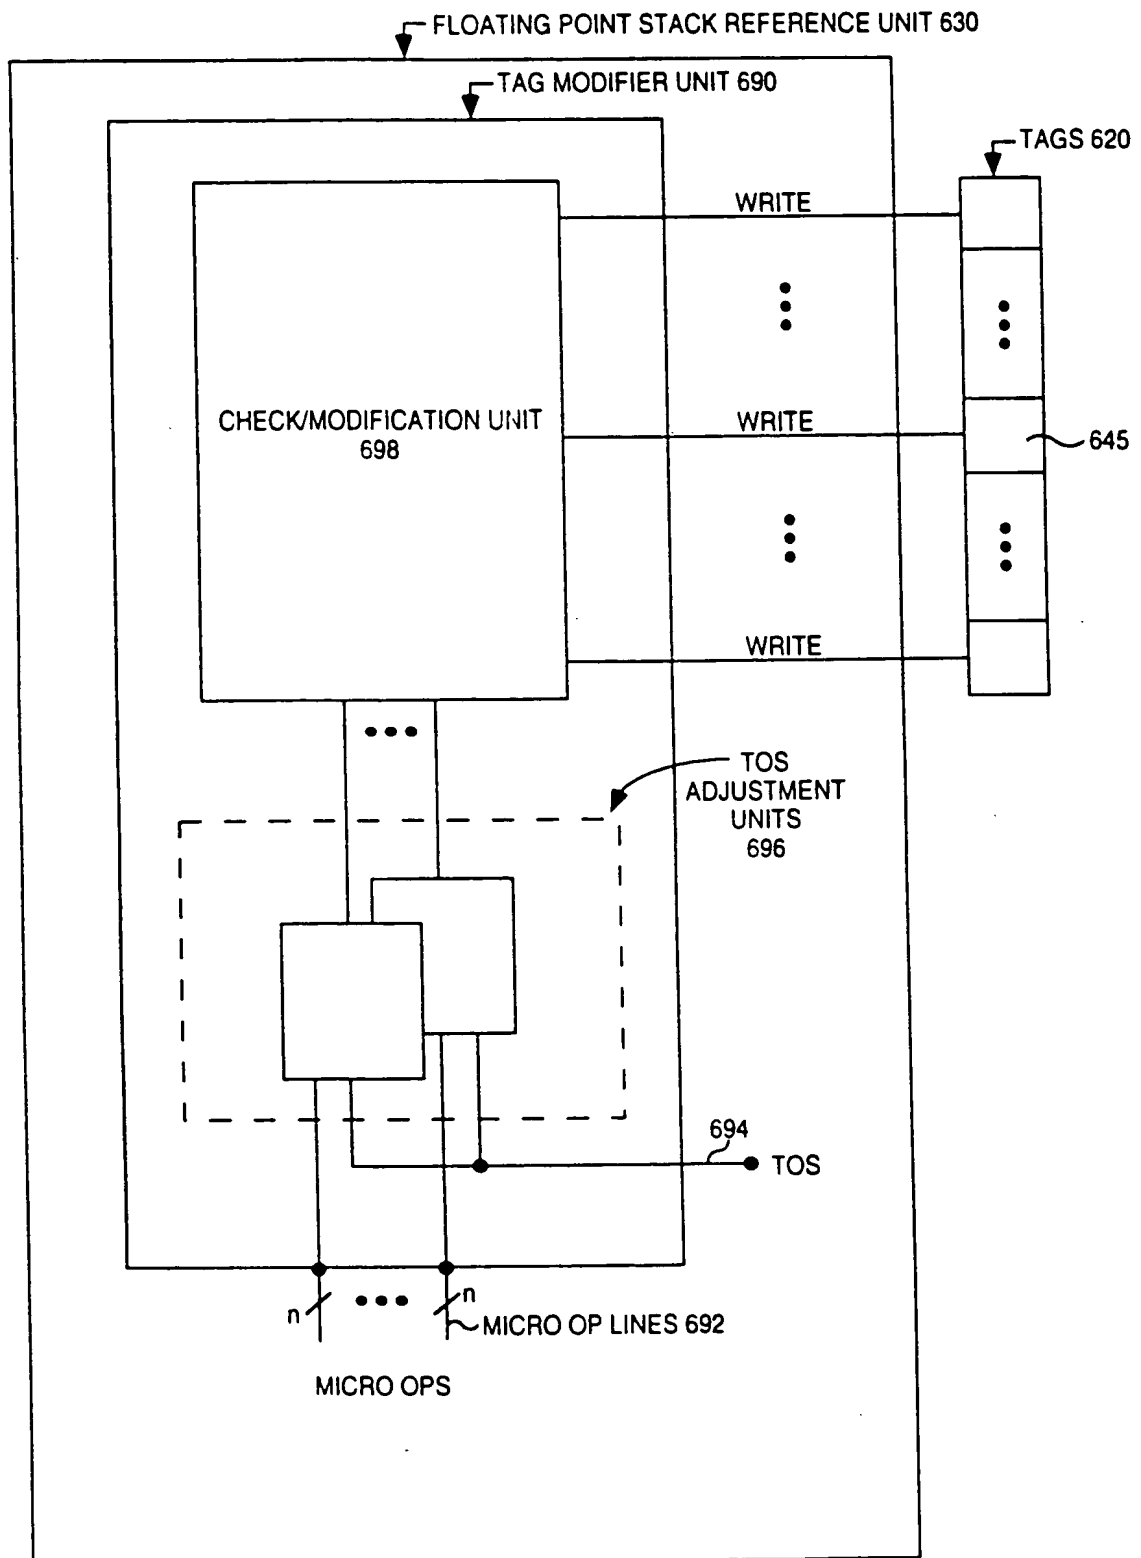 FLOATING POINT STACK REFERENCE UNIT 630
TAG MODIFIER UNIT 690
TAGS 620
WRITE
CHECK/MODIFICATION UNIT
698
WRITE
645
WRITE
TOS
ADJUSTMENT
UNITS
696
694
TOS
n
n
MICRO OP LINES 692
MICRO OPS